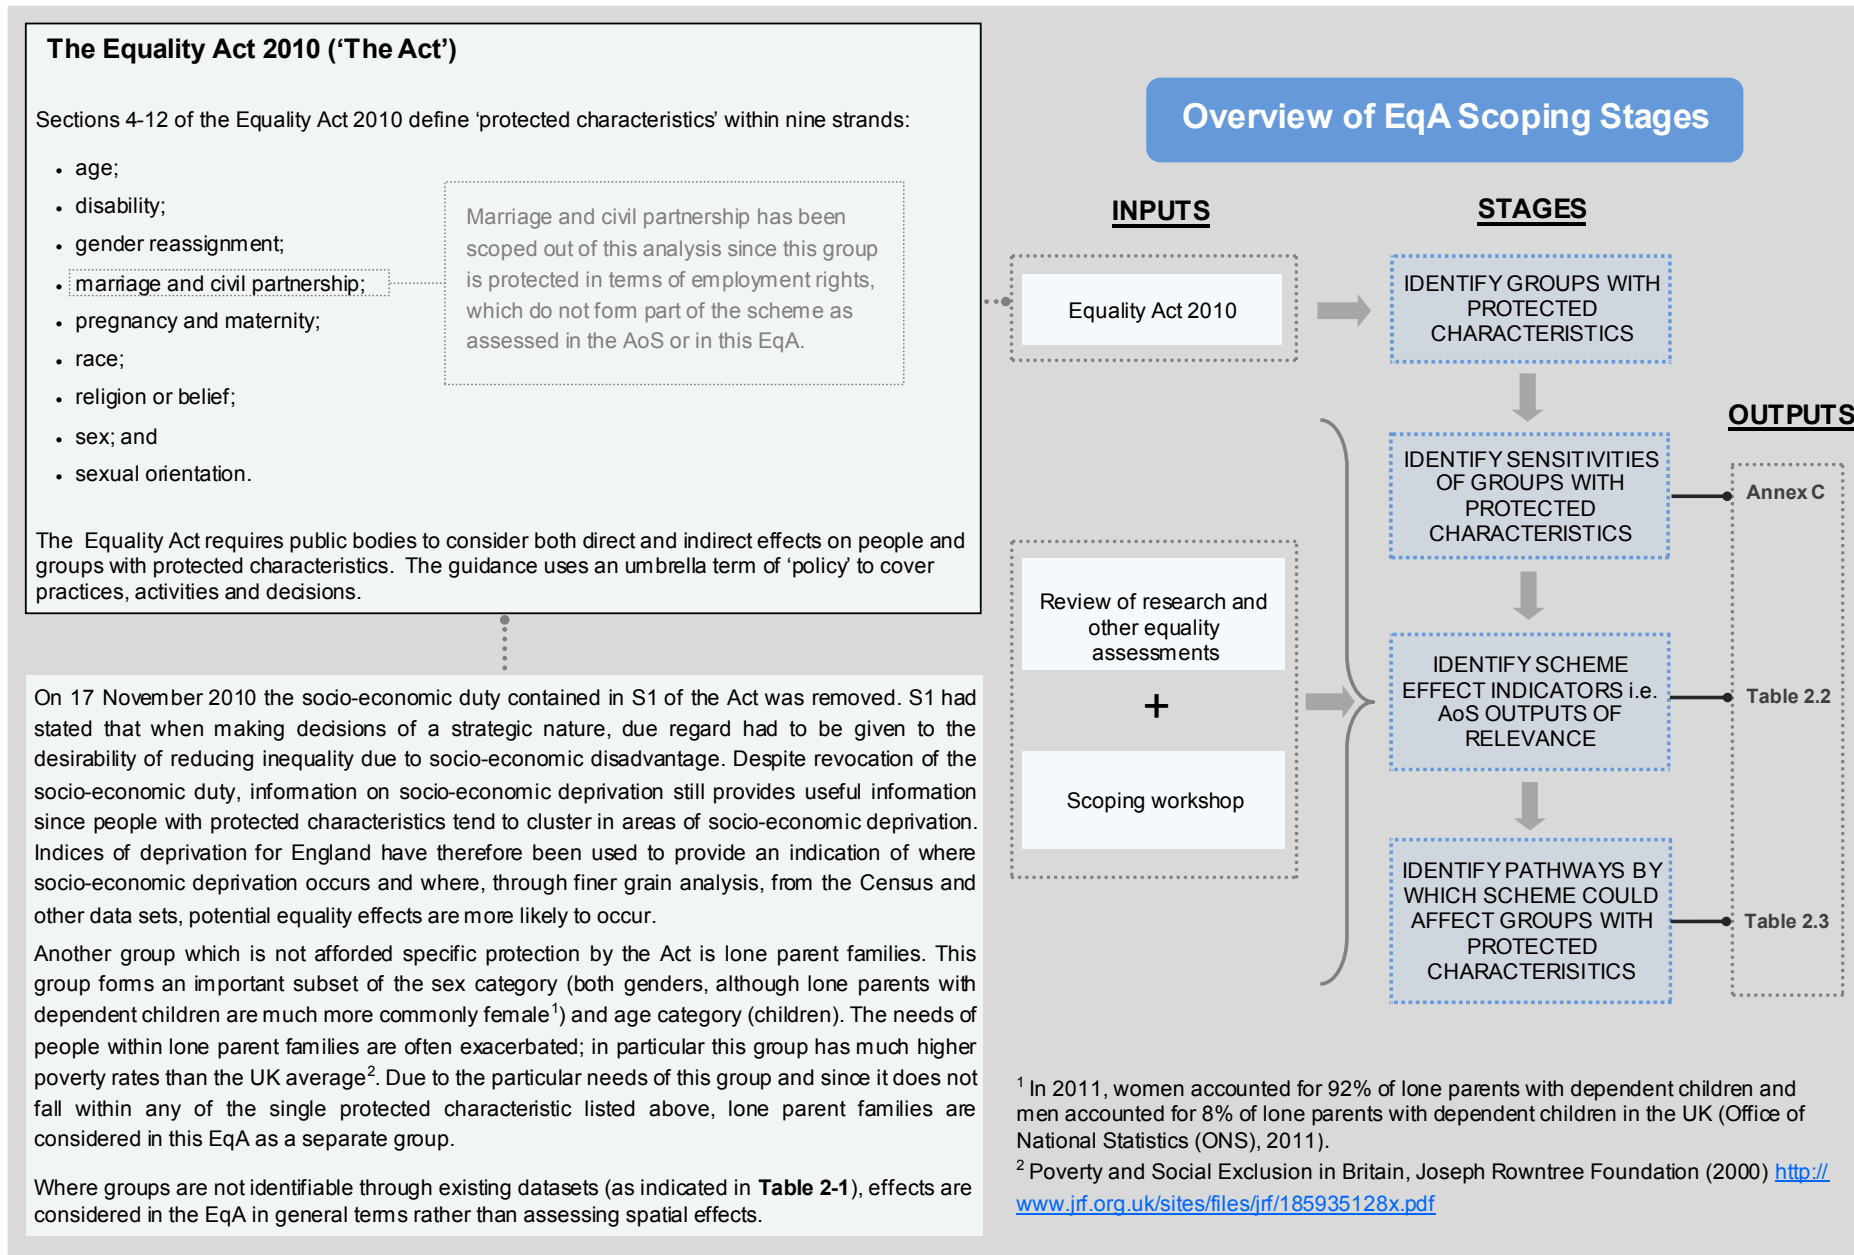 The Equality Act 2010 (‘The Act’)
Sections 4-12 of the Equality Act 2010 define ‘protected characteristics’ within nine strands:
• age;
• disability;
• gender reassignment;
• marriage and civil partnership;
• pregnancy and maternity;
• race;
• religion or belief;
• sex; and
• sexual orientation.
Marriage and civil partnership has been
scoped out of this analysis since this group
is protected in terms of employment rights,
which do not form part of the scheme as
assessed in the AoS or in this EqA.
The Equality Act requires public bodies to consider both direct and indirect effects on people and
groups with protected characteristics. The guidance uses an umbrella term of ‘policy’ to cover
practices, activities and decisions.
On 17 November 2010 the socio-economic duty contained in S1 of the Act was removed. S1 had
stated that when making decisions of a strategic nature, due regard had to be given to the
desirability of reducing inequality due to socio-economic disadvantage. Despite revocation of the
socio-economic duty, information on socio-economic deprivation still provides useful information
since people with protected characteristics tend to cluster in areas of socio-economic deprivation.
Indices of deprivation for England have therefore been used to provide an indication of where
socio-economic deprivation occurs and where, through finer grain analysis, from the Census and
other data sets, potential equality effects are more likely to occur.
Another group which is not afforded specific protection by the Act is lone parent families. This
group forms an important subset of the sex category (both genders, although lone parents with
dependent children are much more commonly female1) and age category (children). The needs of
people within lone parent families are often exacerbated; in particular this group has much higher
poverty rates than the UK average2. Due to the particular needs of this group and since it does not
fall within any of the single protected characteristic listed above, lone parent families are
considered in this EqA as a separate group.
Where groups are not identifiable through existing datasets (as indicated in Table 2-1), effects are
considered in the EqA in general terms rather than assessing spatial effects.
Overview of EqA Scoping Stages
INPUTS
Equality Act 2010
Review of research and
other equality
assessments
+
Scoping workshop
STAGES
IDENTIFY GROUPS WITH
PROTECTED
CHARACTERISTICS
IDENTIFY SENSITIVITIES
OF GROUPS WITH
PROTECTED
CHARACTERISTICS
IDENTIFY SCHEME
EFFECT INDICATORS i.e.
AoS OUTPUTS OF
RELEVANCE
IDENTIFY PATHWAYS BY
WHICH SCHEME COULD
AFFECT GROUPS WITH
PROTECTED
CHARACTERISITICS
OUTPUTS
Annex C
Table 2.2
Table 2.3
1 In 2011, women accounted for 92% of lone parents with dependent children and
men accounted for 8% of lone parents with dependent children in the UK (Office of
National Statistics (ONS), 2011).
2 Poverty and Social Exclusion in Britain, Joseph Rowntree Foundation (2000) http://
www.jrf.org.uk/sites/files/jrf/185935128x.pdf